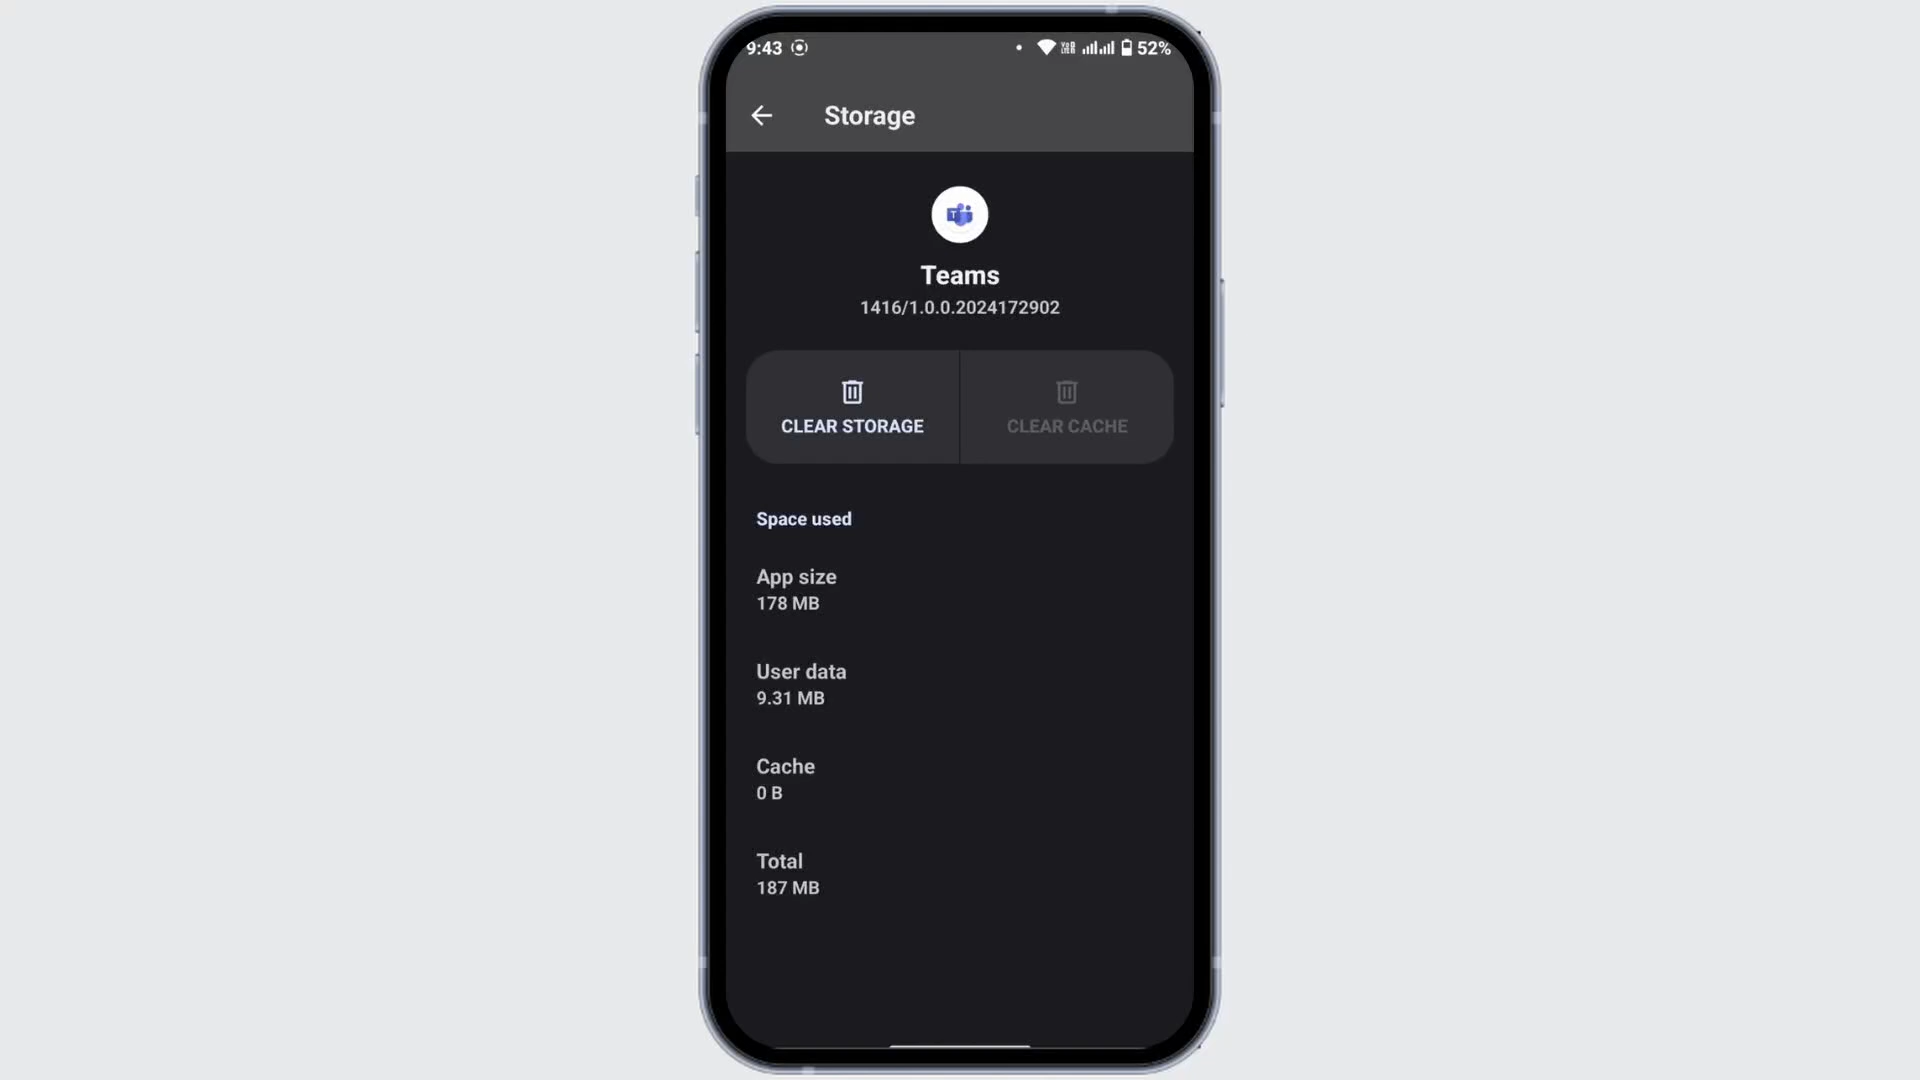 9:43 52%
Storage
Teams
1416/1.0.0.2024172902
CLEAR STORAGE CLEAR CACHE
Space used
App size
178 MB
User data
9.31 MB
Cache
0 B
Total
187 MB